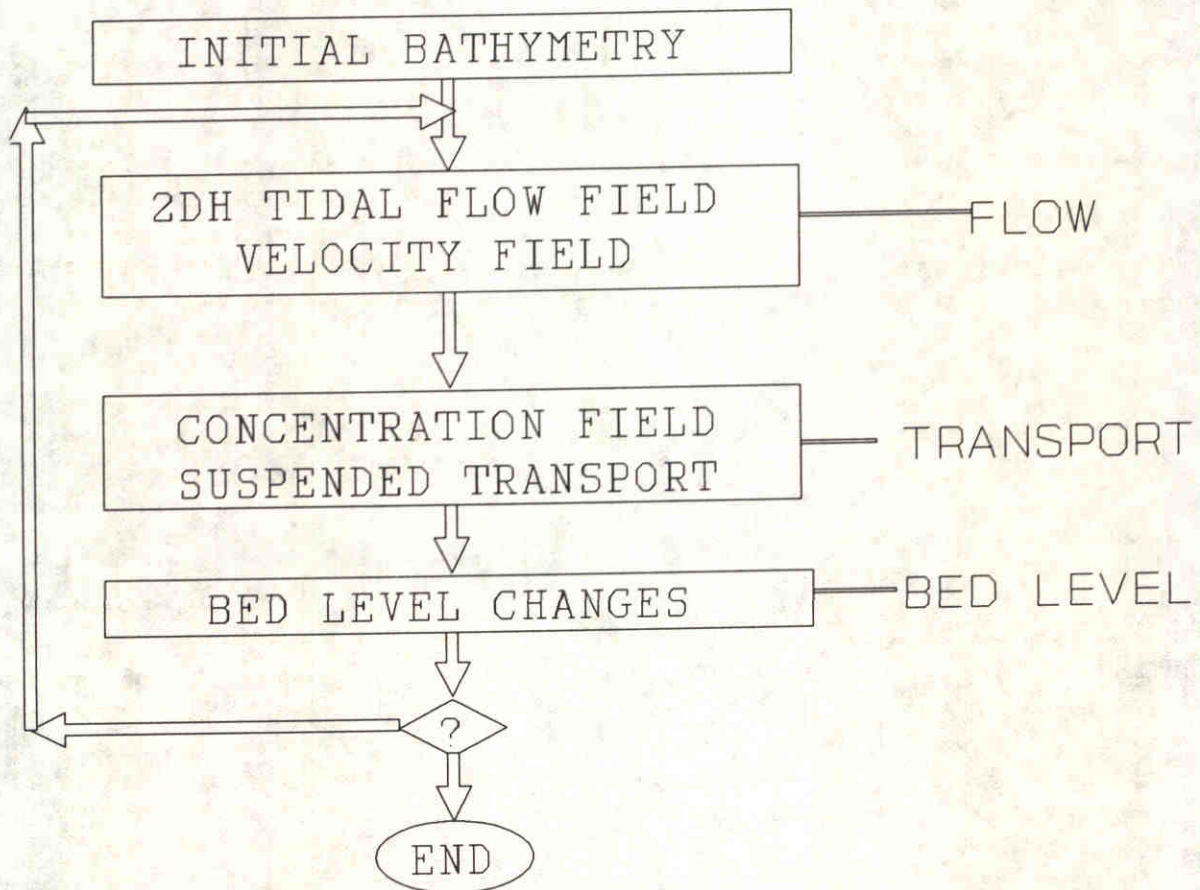 INITIAL BATHYMETRY
2DH TIDAL FLOW FIELD
VELOCITY FIELD
FLOW
CONCENTRATION FIELD
SUSPENDED TRANSPORT
TRANSPORT
BED LEVEL CHANGES
BED LEVEL
?
END